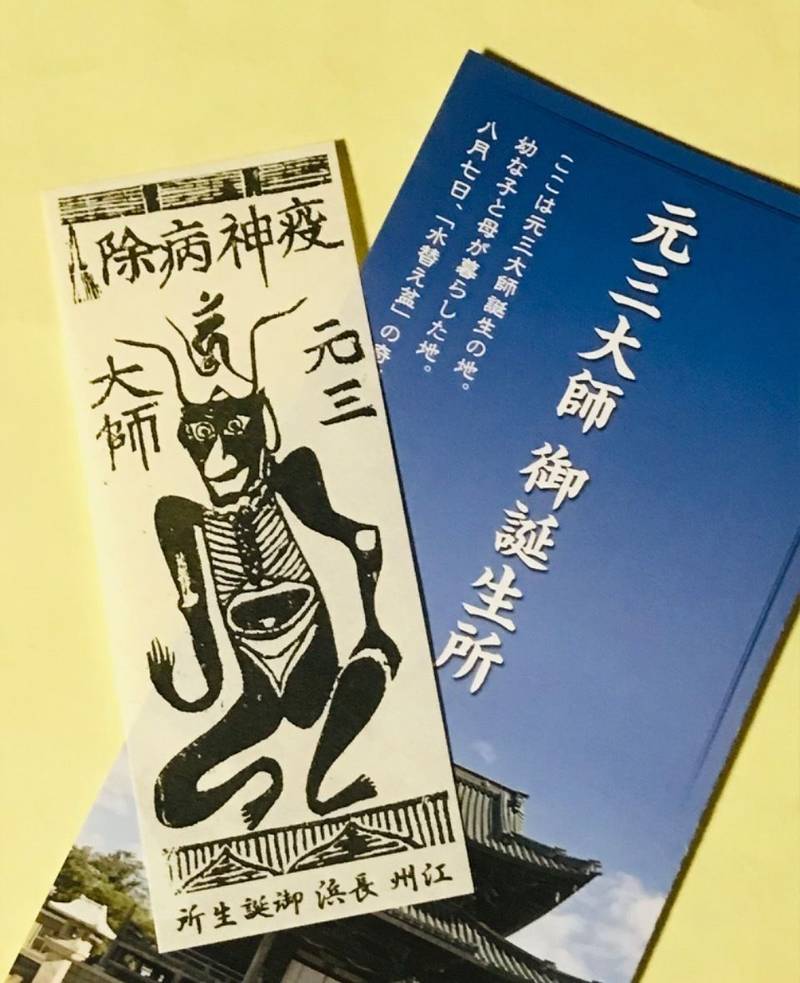 疫神病除
元三
大師
江州長浜御誕生所
元三大師 御誕生所
ここは元三大師誕生の地。
幼な子と母が暮らした地。
八月七日、「水替え盆」の